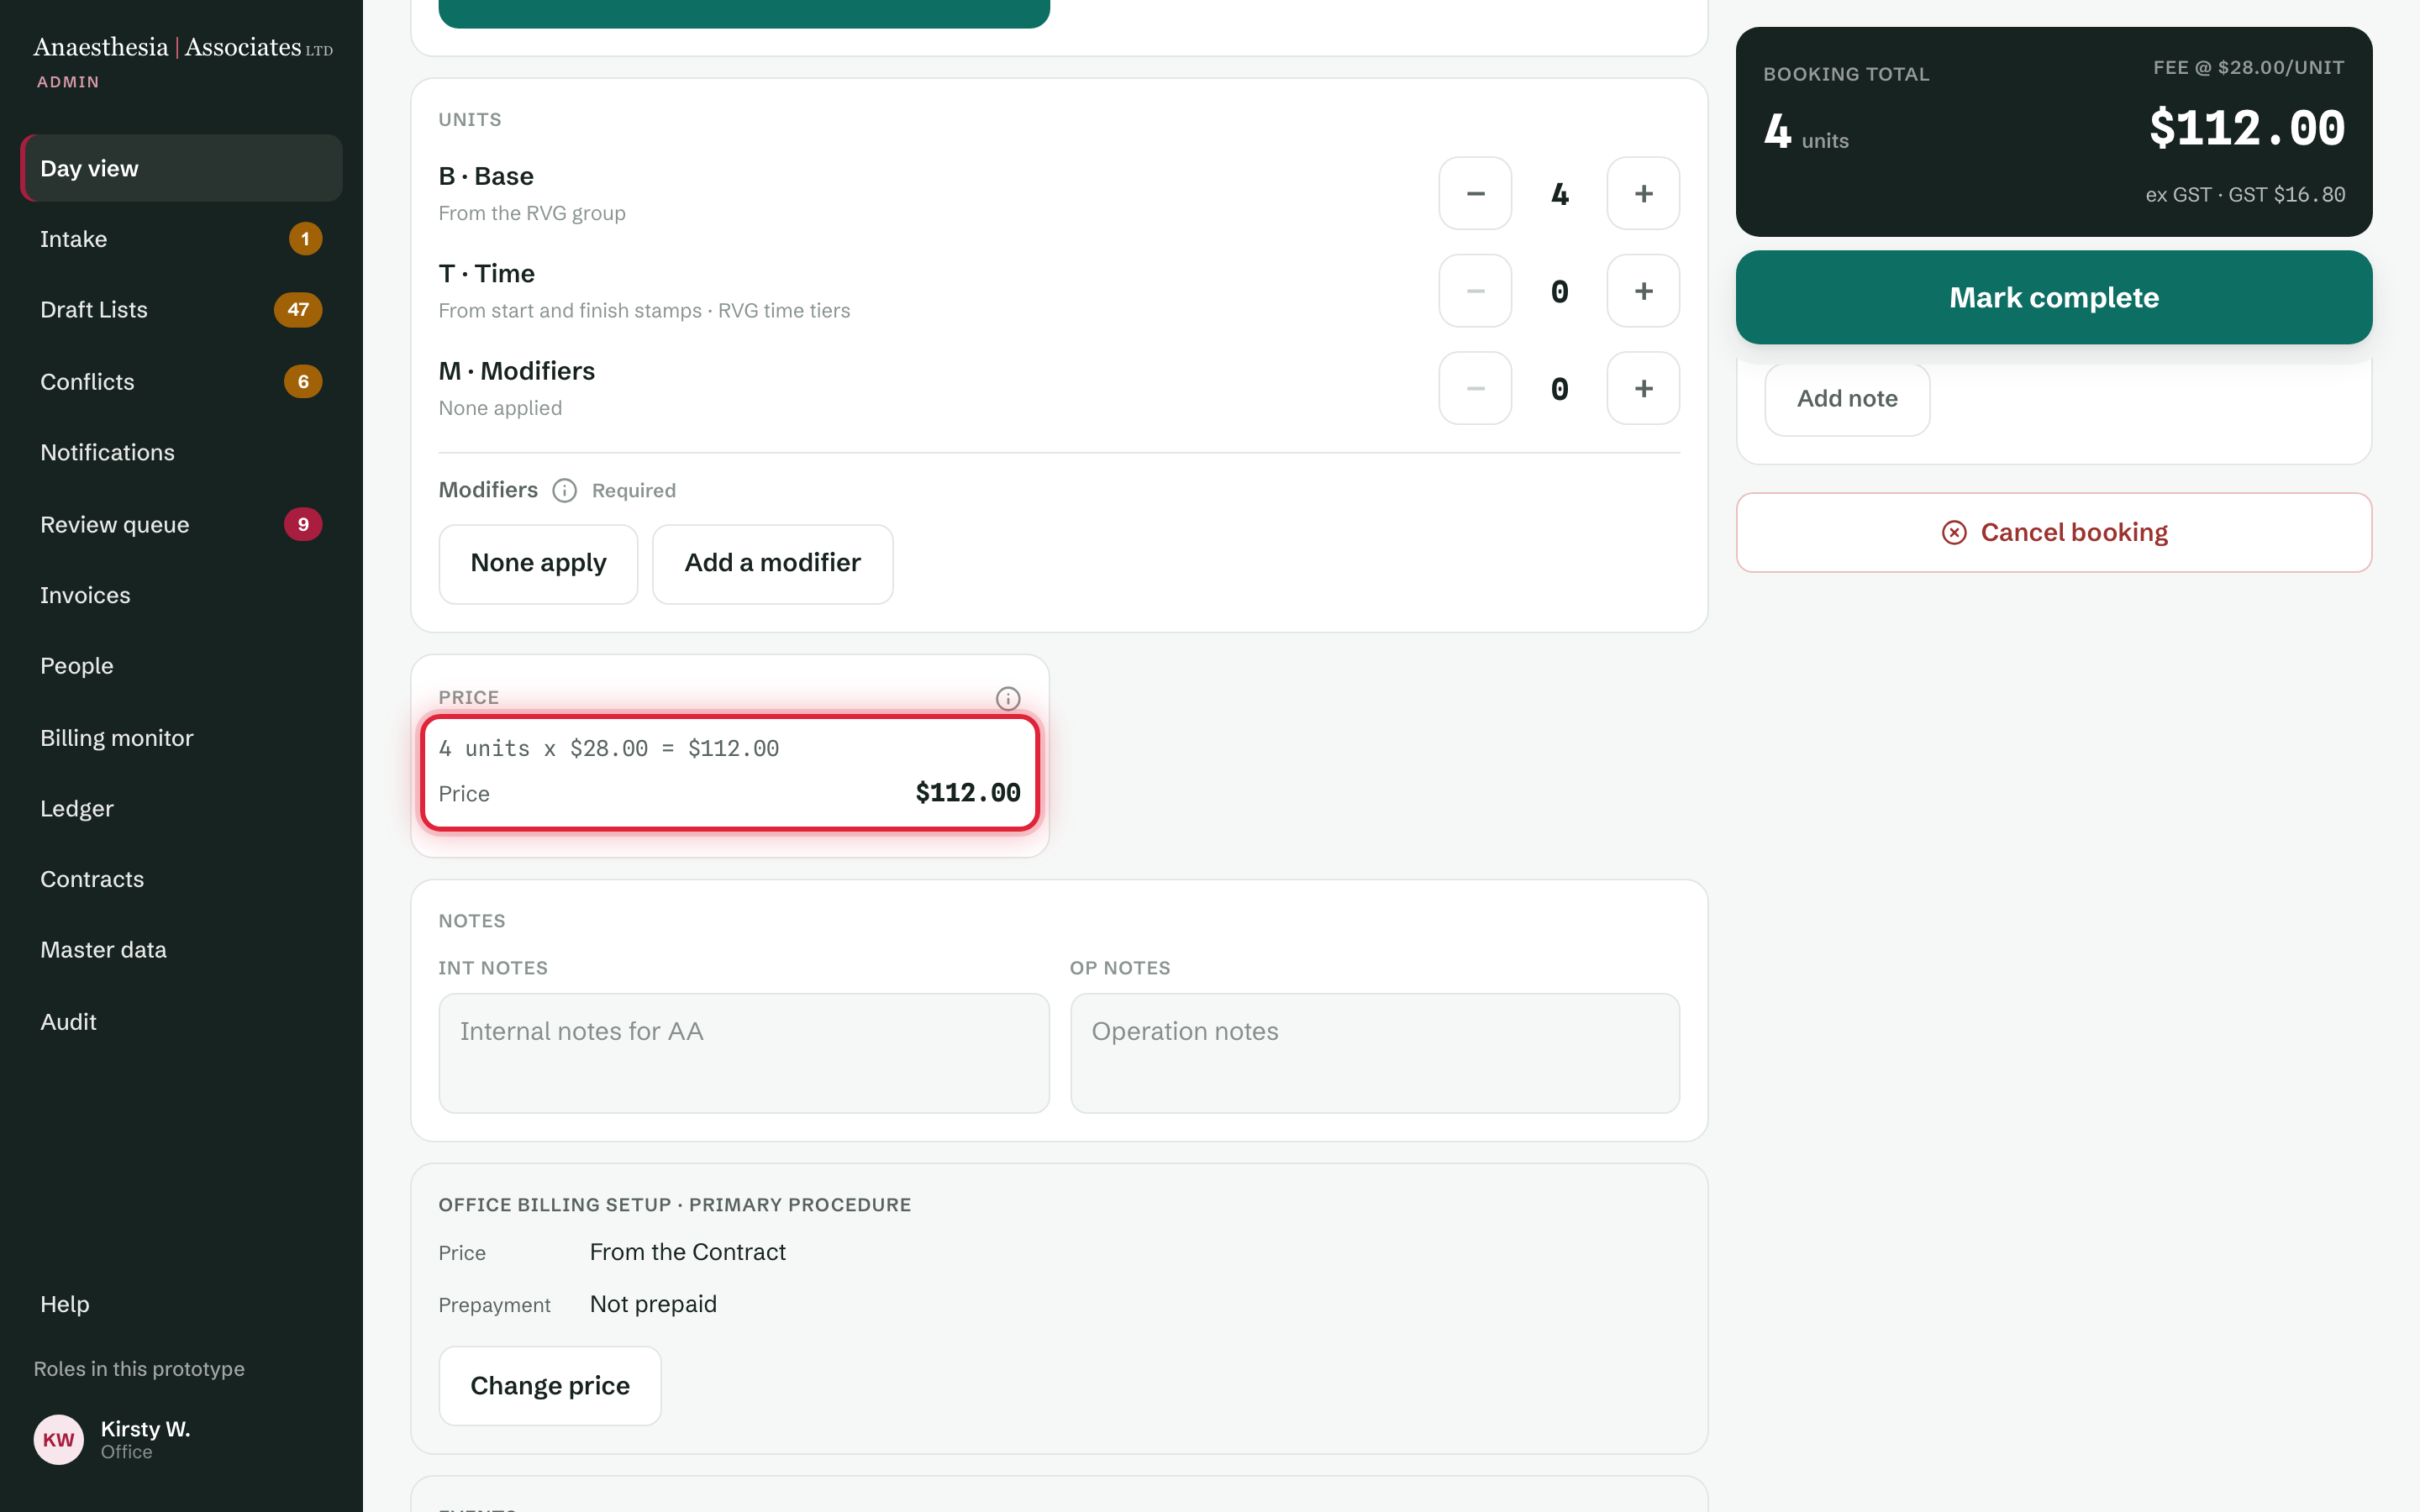 Anaesthesia | Associates LTD
ADMIN
Day view
Intake 1
Draft Lists 47
Conflicts 6
Notifications
Review queue 9
Invoices
People
Billing monitor
Ledger
Contracts
Master data
Audit
Help
Roles in this prototype
KW
Kirsty W.
Office
UNITS
B · Base
From the RVG group
− 4 +
T · Time
From start and finish stamps · RVG time tiers
− 0 +
M · Modifiers
None applied
− 0 +
Modifiers Required
None apply
Add a modifier
PRICE
4 units x $28.00 = $112.00
Price $112.00
NOTES
INT NOTES
Internal notes for AA
OP NOTES
Operation notes
OFFICE BILLING SETUP · PRIMARY PROCEDURE
Price From the Contract
Prepayment Not prepaid
Change price
BOOKING TOTAL
4 units
FEE @ $28.00/UNIT
$112.00
ex GST · GST $16.80
Mark complete
Add note
Cancel booking